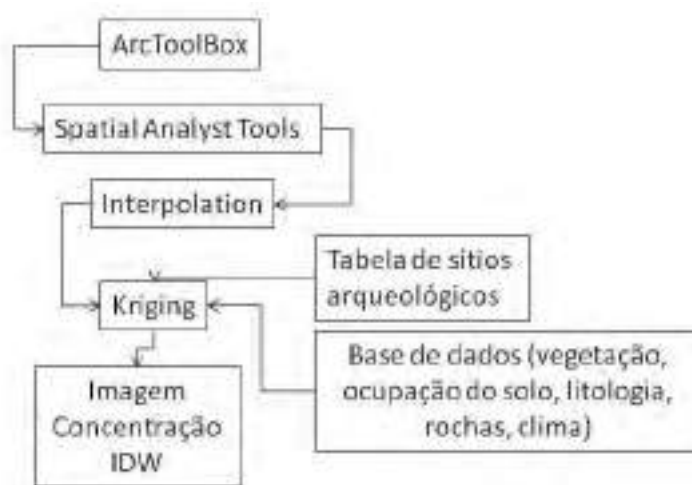 ArcToolBox
Spatial Analyst Tools
Interpolation
Tabela de sítios
arqueológicos
Kriging
Base de dados (vegetação,
ocupação do solo, litologia,
rochas, clima)
Imagem
Concentração
IDW